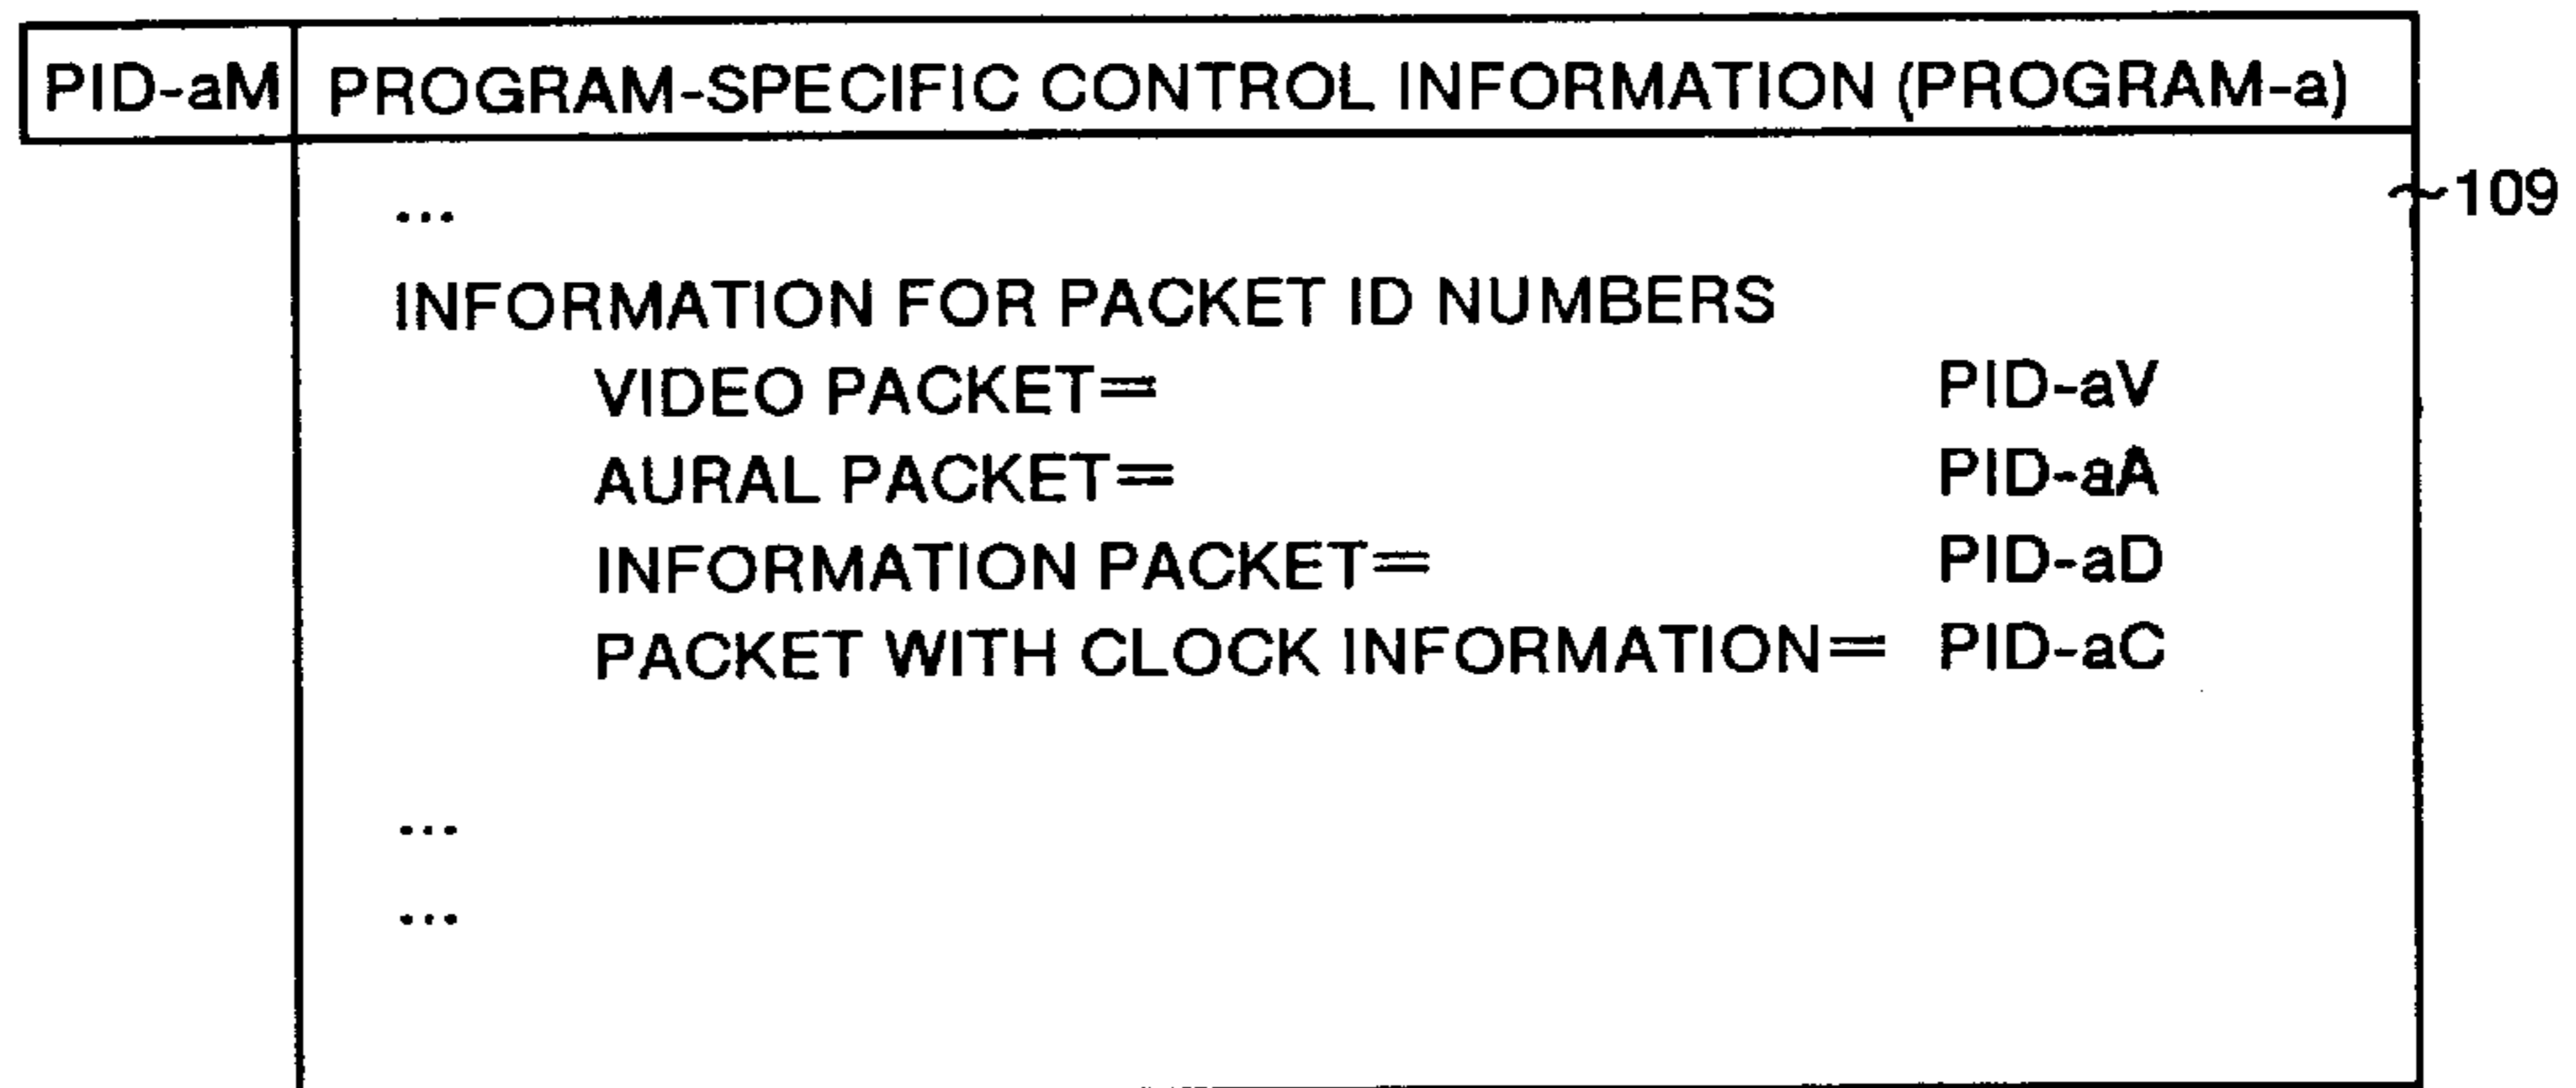 PID-aM PROGRAM-SPECIFIC CONTROL INFORMATION (PROGRAM-a)
... ~109
INFORMATION FOR PACKET ID NUMBERS
VIDEO PACKET= PID-aV
AURAL PACKET= PID-aA
INFORMATION PACKET= PID-aD
PACKET WITH CLOCK INFORMATION= PID-aC
...
...